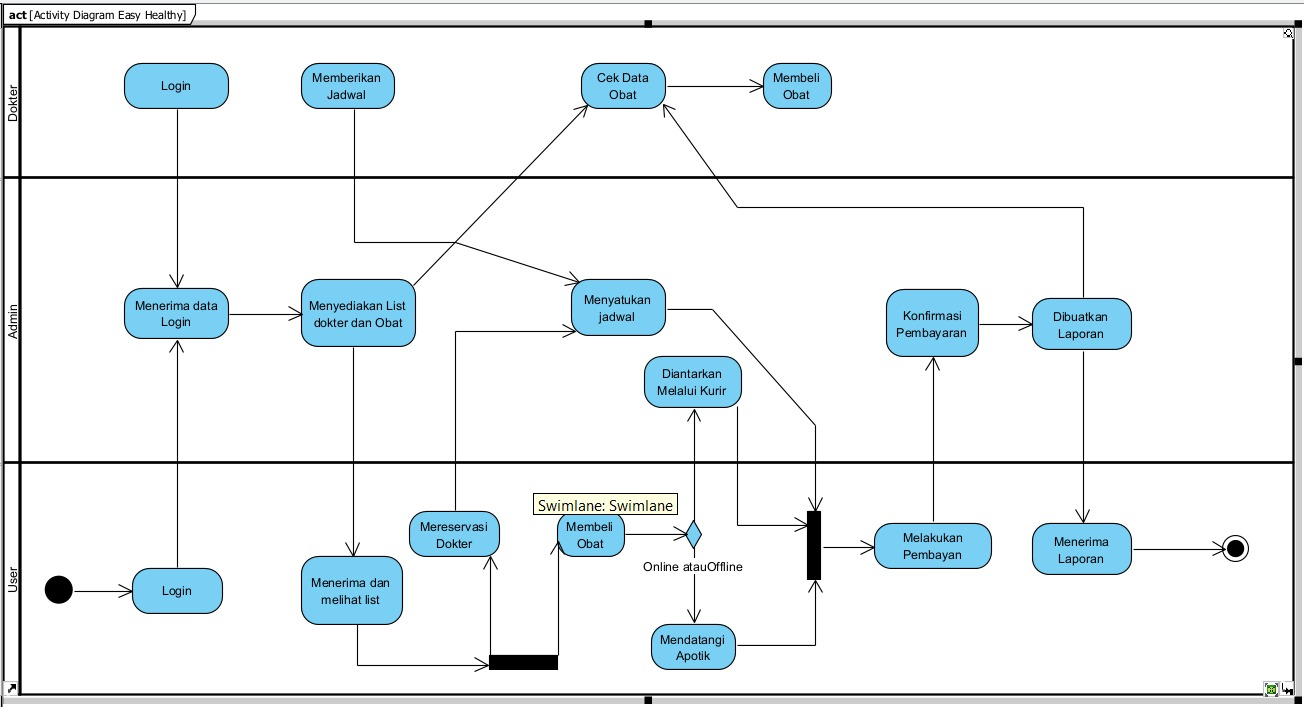 act [Activity Diagram Easy Healthy]
Dokter
Login
Memberikan
Jadwal
Cek Data
Obat
Membeli
Obat
Admin
Menerima data
Login
Menyediakan List
dokter dan Obat
Menyatukan
jadwal
Diantarkan
Melalui Kurir
Konfirmasi
Pembayaran
Dibuatkan
Laporan
User
Login
Menerima dan
melihat list
Mereservasi
Dokter
Swimlane: Swimlane
Membeli
Obat
Online atauOffline
Mendatangi
Apotik
Melakukan
Pembayan
Menerima
Laporan